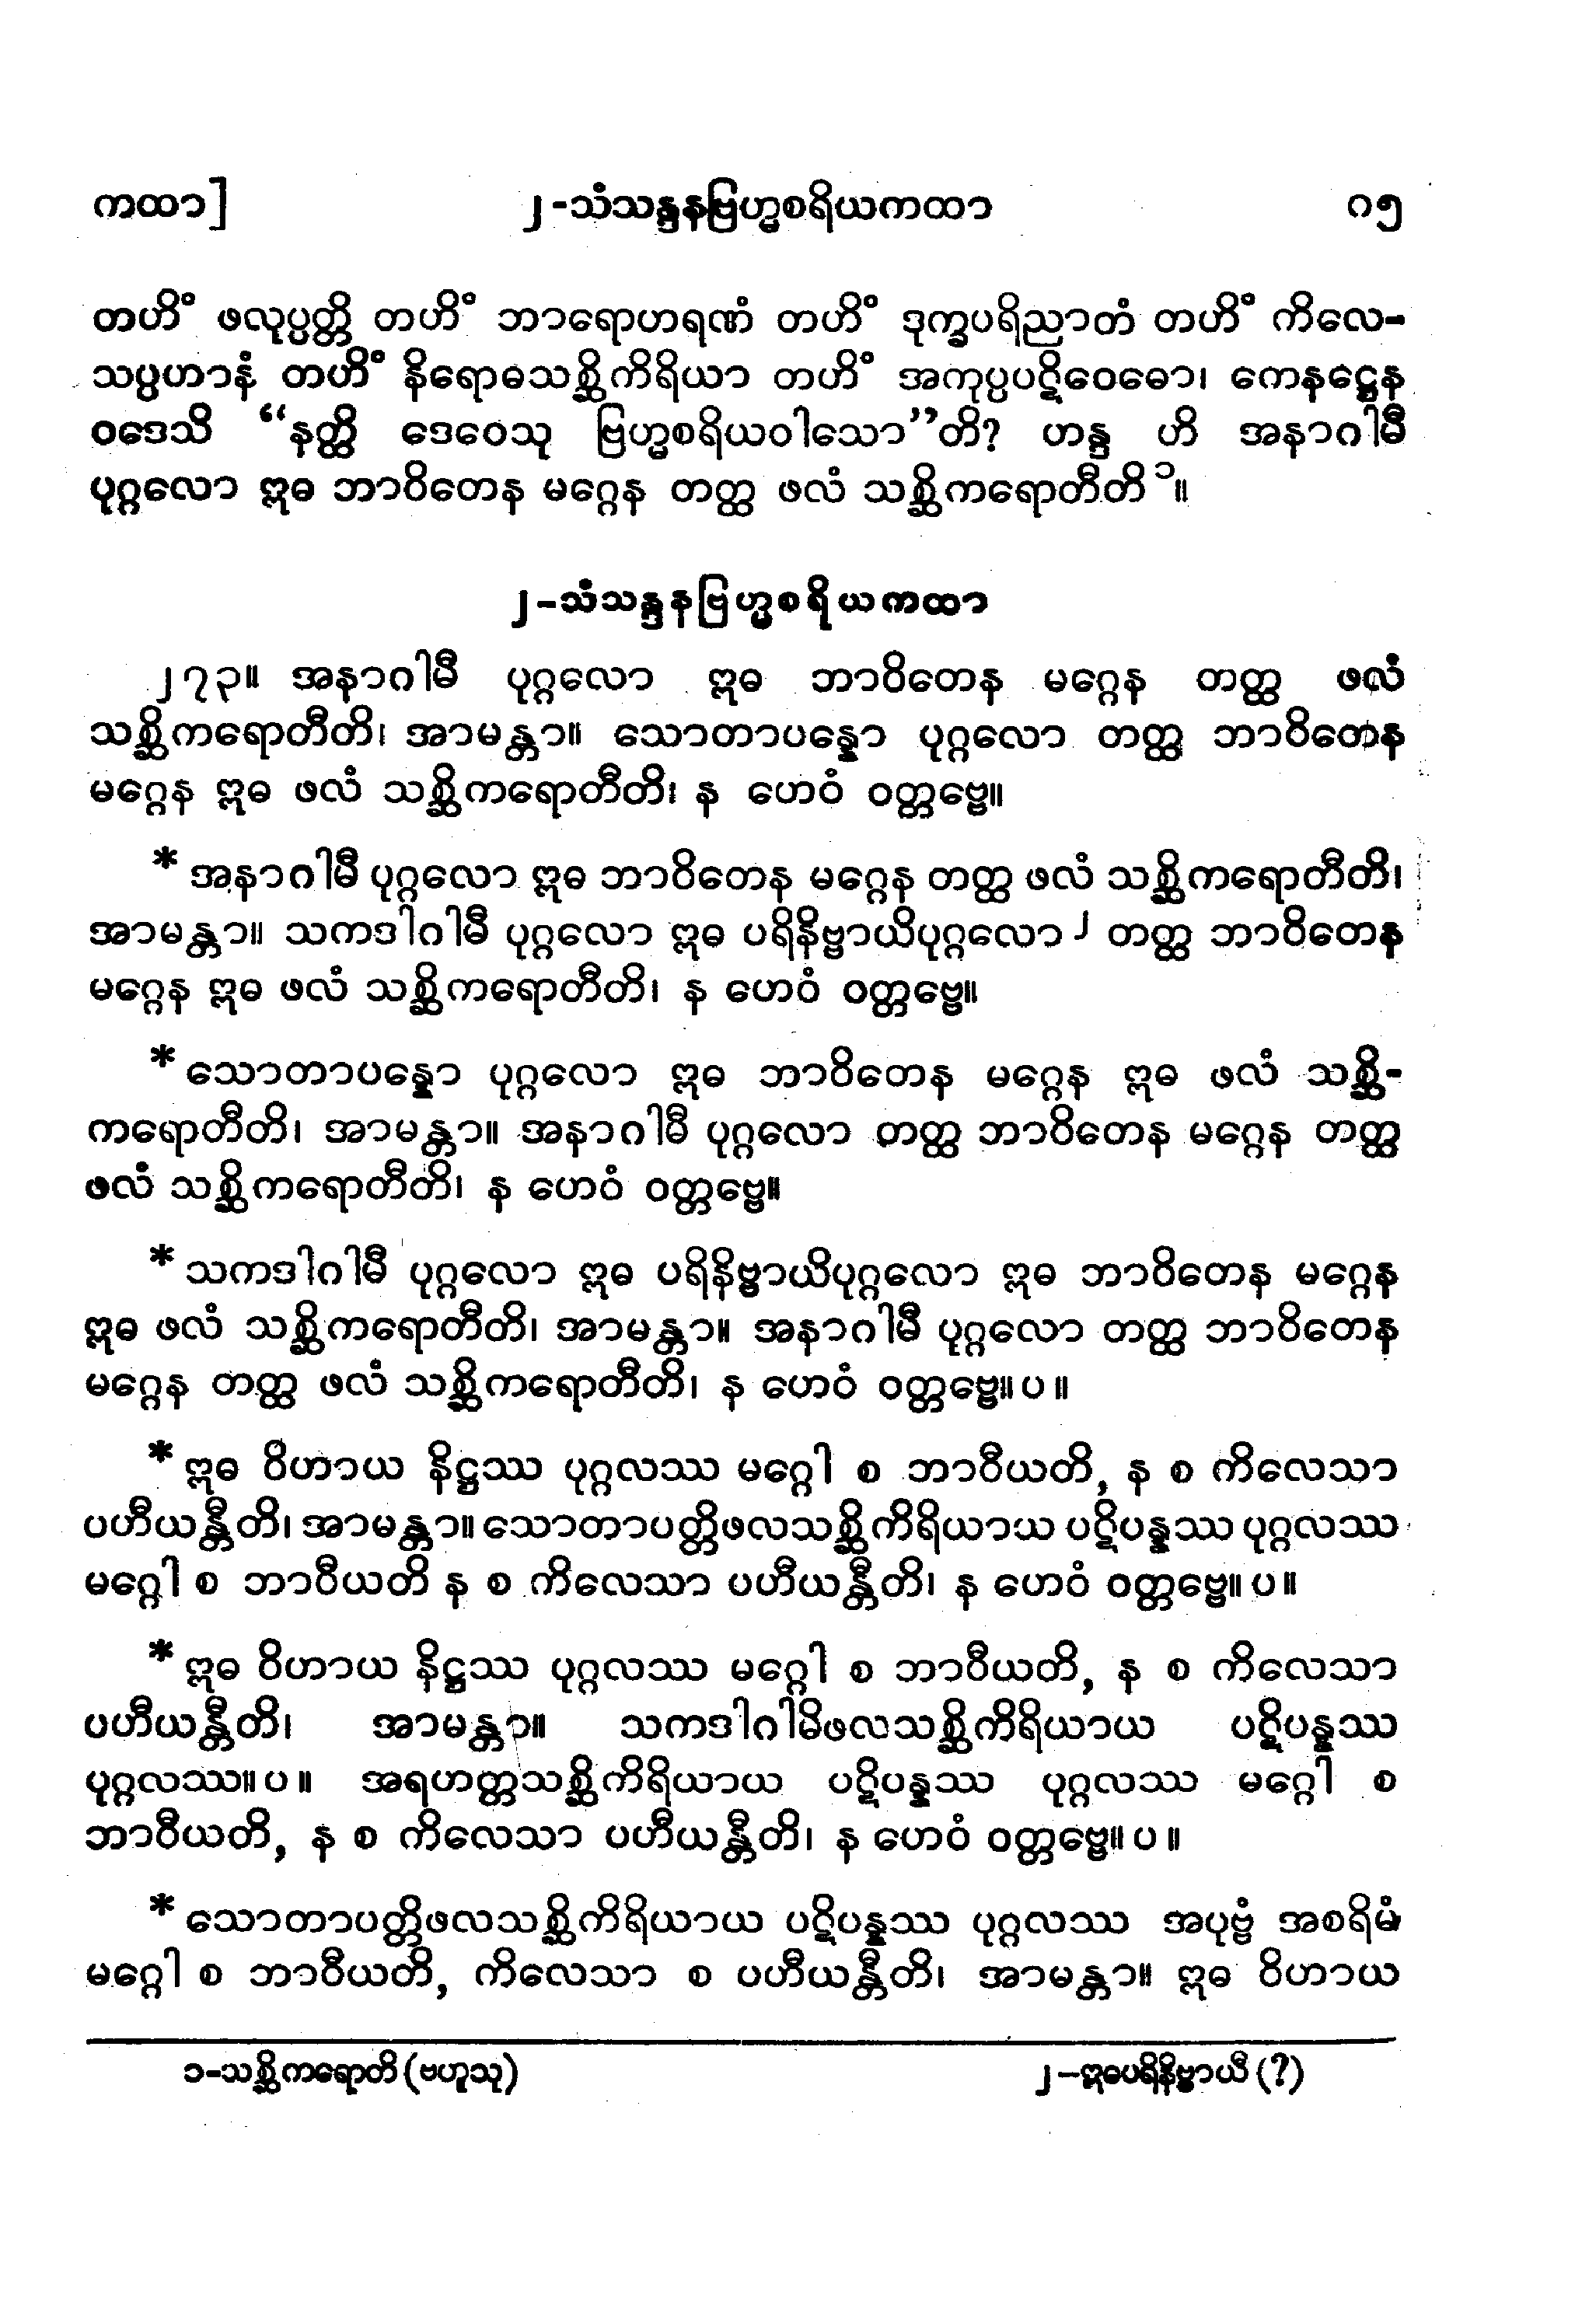 ကထာ] ၂-သံသန္ဒနဗြဟ္မစရိယကထာ ၈၅
တဟိံ ဖလုပ္ပတ္တိ တဟိံ ဘာရောဟရဏံ တဟိံ ဒုက္ခပရိညာတံ တဟိံ ကိလေ-
သပ္ပဟာနံ တဟိံ နိရောဓသစ္ဆိကိရိယာ တဟိံ အကုပ္ပပဋိဝေဓော၊ ကေနဋ္ဌေန
ဝဒေသိ “နတ္ထိ ဒေဝေသု ဗြဟ္မစရိယဝါသော”တိ? ဟန္ဒ ဟိ အနာဂါမီ
ပုဂ္ဂလော ဣဓ ဘာဝိတေန မဂ္ဂေန တတ္ထ ဖလံ သစ္ဆိကရောတီတိ ၁။
၂-သံသန္ဒနဗြဟ္မစရိယကထာ
၂၇၃။ အနာဂါမီ ပုဂ္ဂလော ဣဓ ဘာဝိတေန မဂ္ဂေန တတ္ထ ဖလံ
သစ္ဆိကရောတီတိ၊ အာမန္တာ။ သောတာပန္နော ပုဂ္ဂလော တတ္ထ ဘာဝိတေန
မဂ္ဂေန ဣဓ ဖလံ သစ္ဆိကရောတီတိ၊ န ဟေဝံ ဝတ္တဗ္ဗေ။
* အနာဂါမီ ပုဂ္ဂလော ဣဓ ဘာဝိတေန မဂ္ဂေန တတ္ထ ဖလံ သစ္ဆိကရောတီတိ၊
အာမန္တာ။ သကဒါဂါမီ ပုဂ္ဂလော ဣဓ ပရိနိဗ္ဗာယိပုဂ္ဂလော ၂ တတ္ထ ဘာဝိတေန
မဂ္ဂေန ဣဓ ဖလံ သစ္ဆိကရောတီတိ၊ န ဟေဝံ ဝတ္တဗ္ဗေ။
* သောတာပန္နော ပုဂ္ဂလော ဣဓ ဘာဝိတေန မဂ္ဂေန ဣဓ ဖလံ သစ္ဆိ-
ကရောတီတိ၊ အာမန္တာ။ အနာဂါမီ ပုဂ္ဂလော တတ္ထ ဘာဝိတေန မဂ္ဂေန တတ္ထ
ဖလံ သစ္ဆိကရောတီတိ၊ န ဟေဝံ ဝတ္တဗ္ဗေ။
* သကဒါဂါမီ ပုဂ္ဂလော ဣဓ ပရိနိဗ္ဗာယိပုဂ္ဂလော ဣဓ ဘာဝိတေန မဂ္ဂေန
ဣဓ ဖလံ သစ္ဆိကရောတီတိ၊ အာမန္တာ။ အနာဂါမီ ပုဂ္ဂလော တတ္ထ ဘာဝိတေန
မဂ္ဂေန တတ္ထ ဖလံ သစ္ဆိကရောတီတိ၊ န ဟေဝံ ဝတ္တဗ္ဗေ။ ပ ။
* ဣဓ ဝိဟာယ နိဋ္ဌဿ ပုဂ္ဂလဿ မဂ္ဂေါ စ ဘာဝီယတိ, န စ ကိလေသာ
ပဟီယန္တီတိ၊ အာမန္တာ။ သောတာပတ္တိဖလသစ္ဆိကိရိယာယ ပဋိပန္နဿ ပုဂ္ဂလဿ
မဂ္ဂေါ စ ဘာဝီယတိ န စ ကိလေသာ ပဟီယန္တီတိ၊ န ဟေဝံ ဝတ္တဗ္ဗေ။ ပ ။
* ဣဓ ဝိဟာယ နိဋ္ဌဿ ပုဂ္ဂလဿ မဂ္ဂေါ စ ဘာဝီယတိ, န စ ကိလေသာ
ပဟီယန္တီတိ၊ အာမန္တာ။ သကဒါဂါမိဖလသစ္ဆိကိရိယာယ ပဋိပန္နဿ
ပုဂ္ဂလဿ။ ပ ။ အရဟတ္တသစ္ဆိကိရိယာယ ပဋိပန္နဿ ပုဂ္ဂလဿ မဂ္ဂေါ စ
ဘာဝီယတိ, န စ ကိလေသာ ပဟီယန္တီတိ၊ န ဟေဝံ ဝတ္တဗ္ဗေ။ ပ ။
* သောတာပတ္တိဖလသစ္ဆိကိရိယာယ ပဋိပန္နဿ ပုဂ္ဂလဿ အပုဗ္ဗံ အစရိမံ
မဂ္ဂေါ စ ဘာဝီယတိ, ကိလေသာ စ ပဟီယန္တီတိ၊ အာမန္တာ။ ဣဓ ဝိဟာယ
၁-သစ္ဆိကရောတိ (ဗဟူသု) ၂-ဣဓပရိနိဗ္ဗာယီ (?)